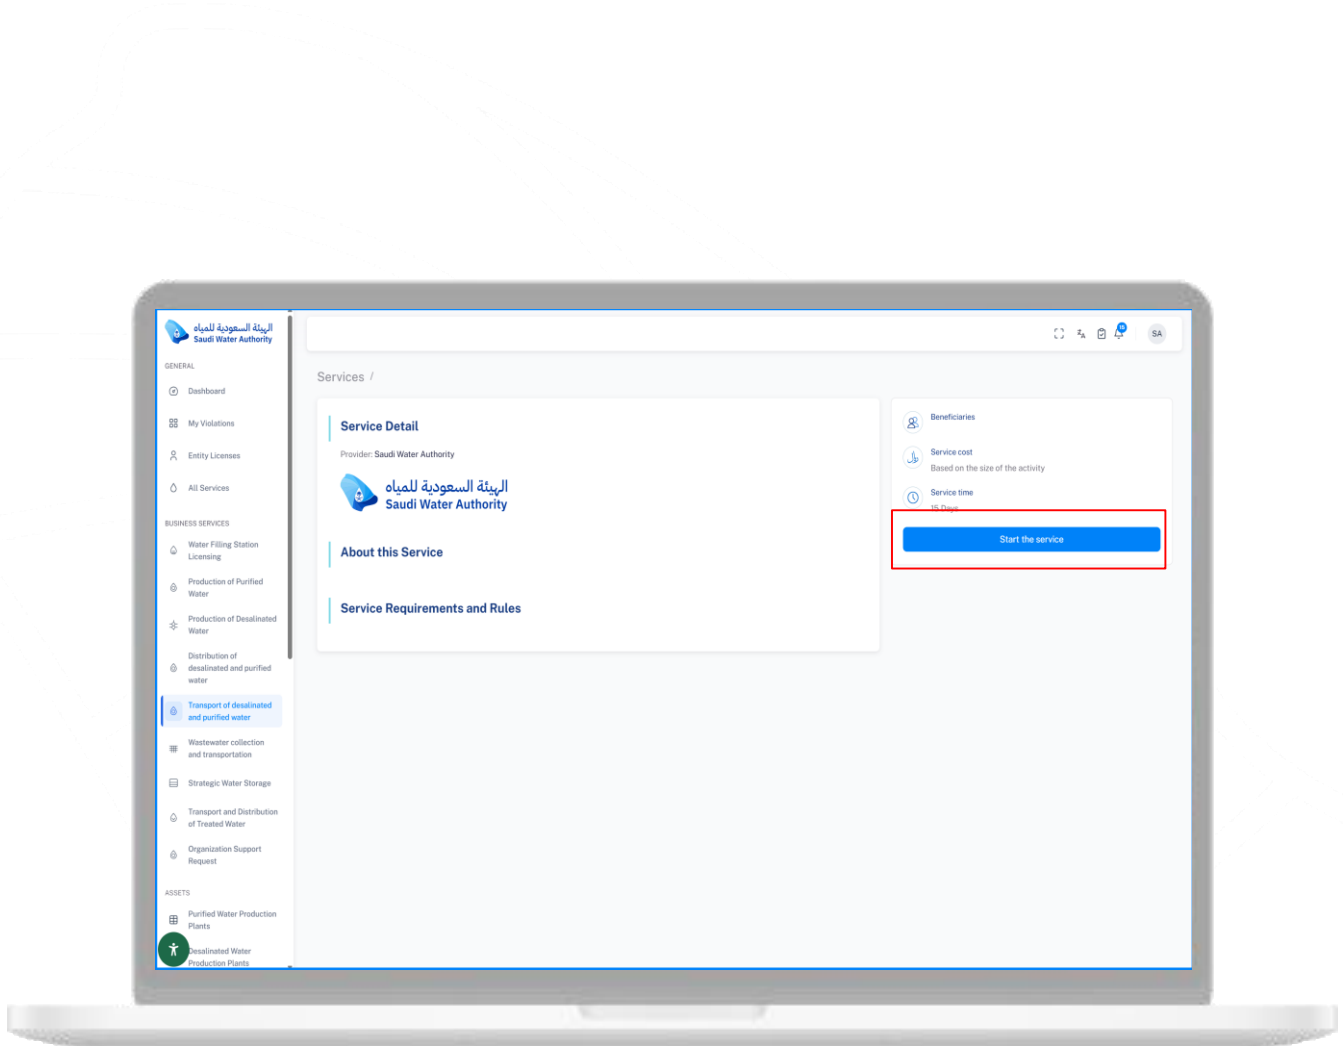 الهيئة السعودية للمياه
Saudi Water Authority
GENERAL
Dashboard
My Violations
Entity Licenses
All Services
BUSINESS SERVICES
Water Filling Station
Licensing
Production of Purified
Water
Production of Desalinated
Water
Distribution of
desalinated and purified
water
Transport of desalinated
and purified water
Wastewater collection
and transportation
Strategic Water Storage
Transport and Distribution
of Treated Water
Organization Support
Request
ASSETS
Purified Water Production
Plants
Desalinated Water
Production Plants
SA
Services /
Service Detail
Provider: Saudi Water Authority
الهيئة السعودية للمياه
Saudi Water Authority
About this Service
Service Requirements and Rules
Beneficiaries
Service cost
Based on the size of the activity
Service time
15 Days
Start the service